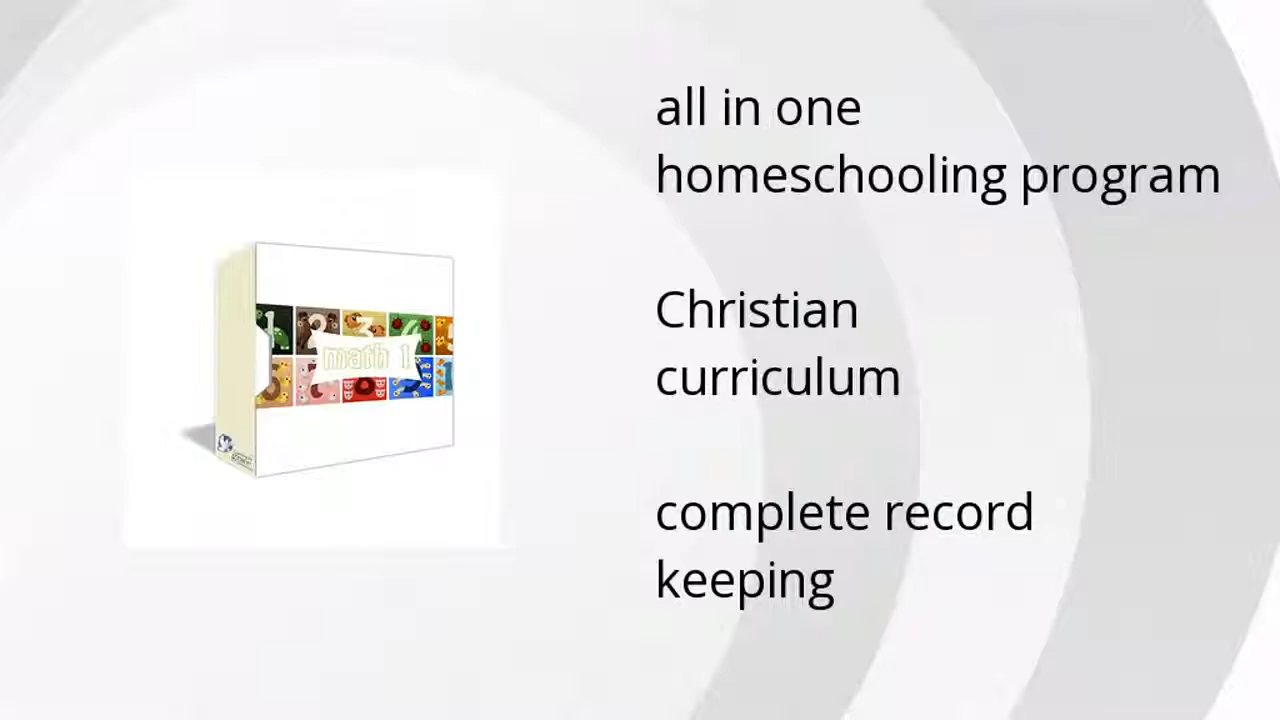 math 1
all in one
homeschooling program
Christian
curriculum
complete record
keeping